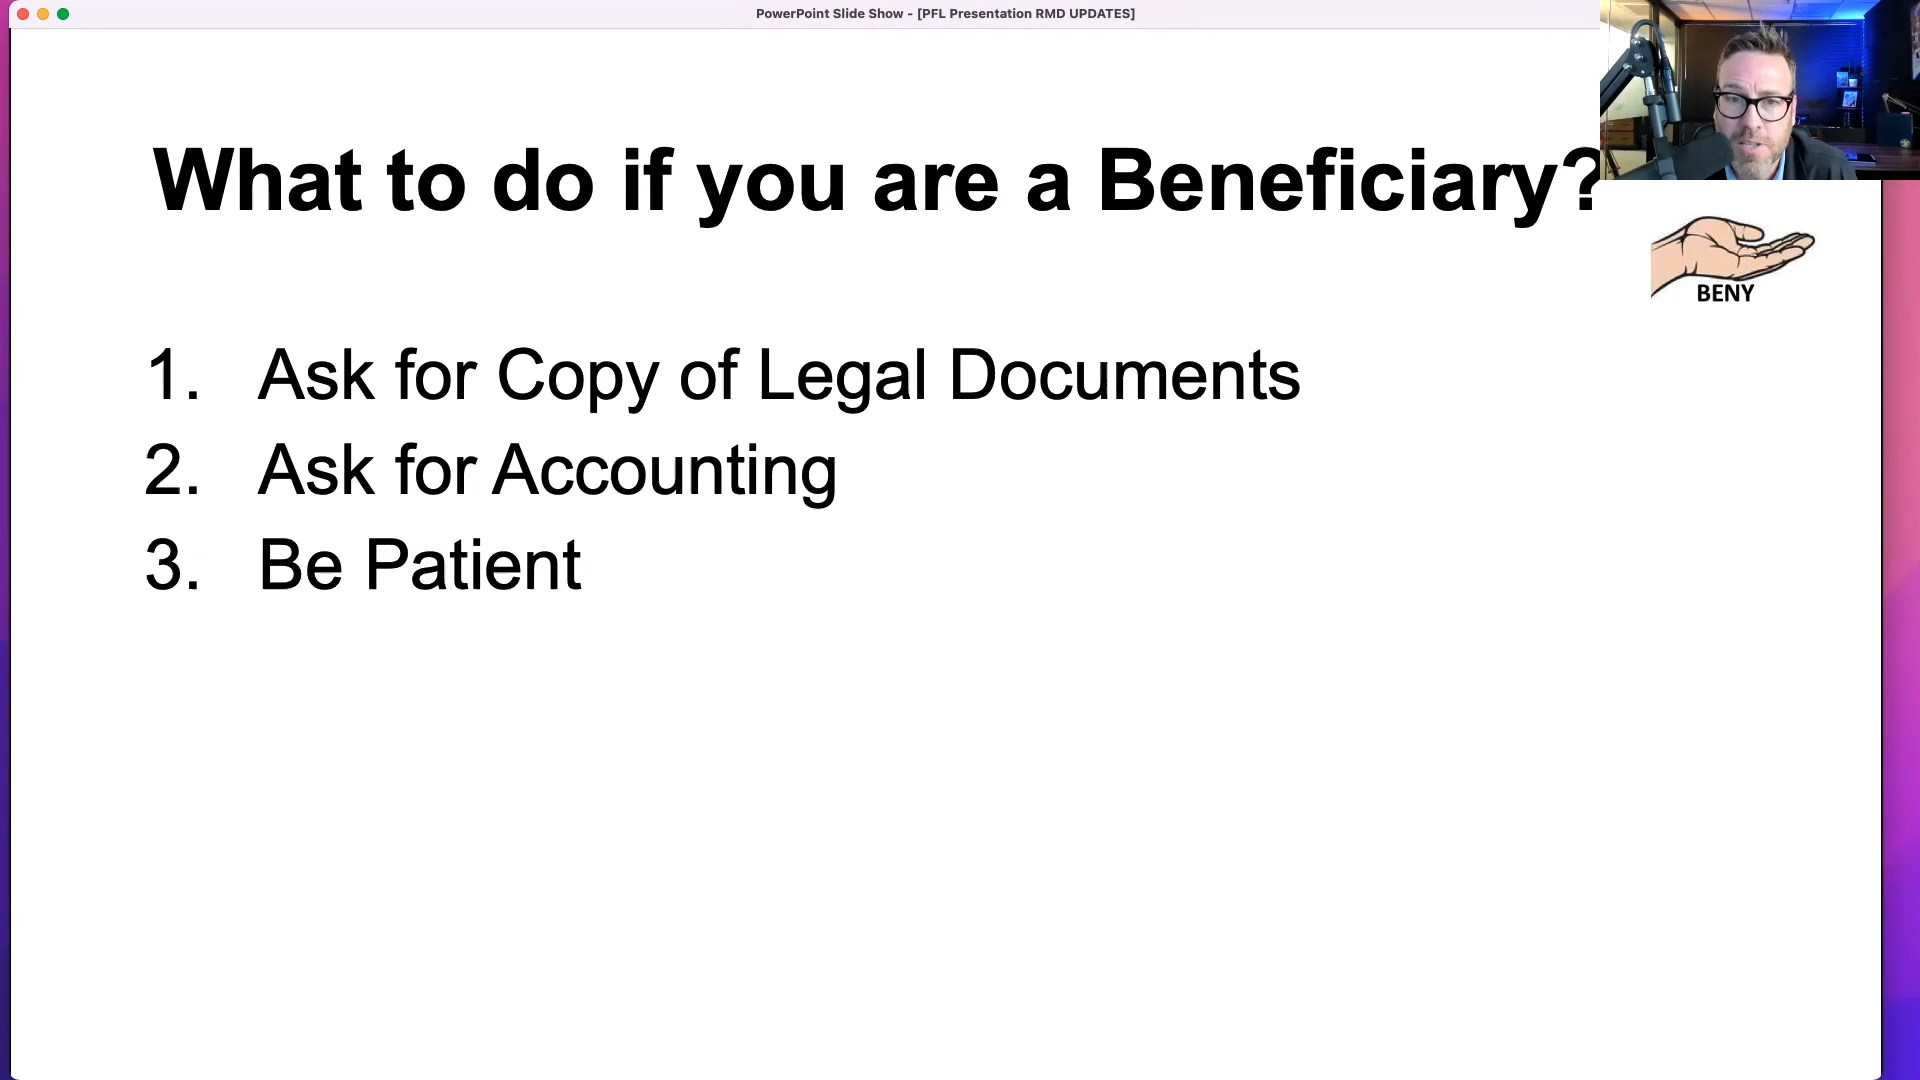 PowerPoint Slide Show - [PFL Presentation RMD UPDATES]
What to do if you are a Beneficiary?
BENY
1. Ask for Copy of Legal Documents
2. Ask for Accounting
3. Be Patient